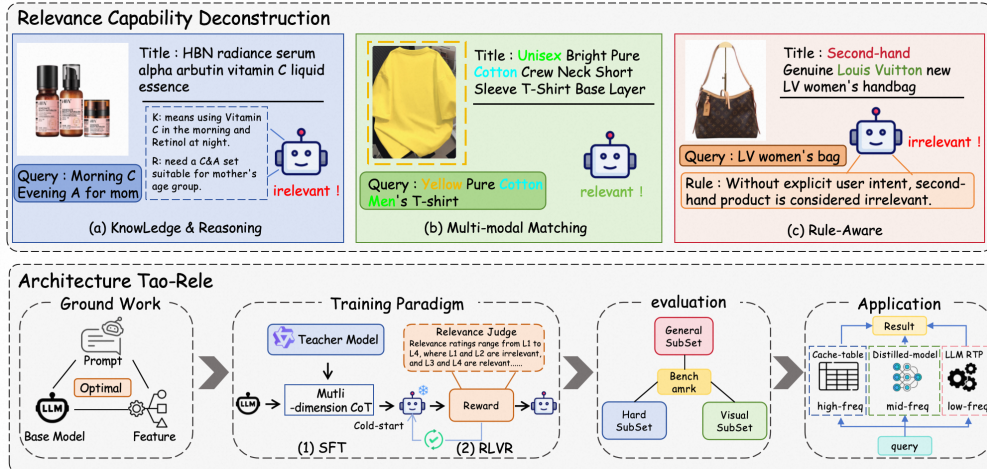 Relevance Capability Deconstruction
Title : HBN radiance serum
alpha arbutin vitamin C liquid
essence
K: means using Vitamin
C in the morning and
Retinol at night.
R: need a C&A set
suitable for mother's
age group.
irrelevant !
Query : Morning C
Evening A for mom
(a) KnowLedge & Reasoning
Title : Unisex Bright Pure
Cotton Crew Neck Short
Sleeve T-Shirt Base Layer
Query : Yellow Pure Cotton
Men's T-shirt
relevant !
(b) Multi-modal Matching
Title : Second-hand
Genuine Louis Vuitton new
LV women's handbag
irrelevant !
Query : LV women's bag
Rule : Without explicit user intent, second-
hand product is considered irrelevant.
(c) Rule-Aware
Architecture Tao-Rele
Ground Work
Prompt
Optimal
LLM
Base Model
Feature
Training Paradigm
Teacher Model
Relevance Judge
Relevance ratings range from L1 to
L4, where L1 and L2 are irrelevant,
and L3 and L4 are relevant......
LLM
Mutli
-dimension CoT
Cold-start
Reward
(1) SFT
(2) RLVR
evaluation
General
SubSet
Bench
amrk
Hard
SubSet
Visual
SubSet
Application
Result
Cache-table
Distilled-model
LLM RTP
high-freq
mid-freq
low-freq
query